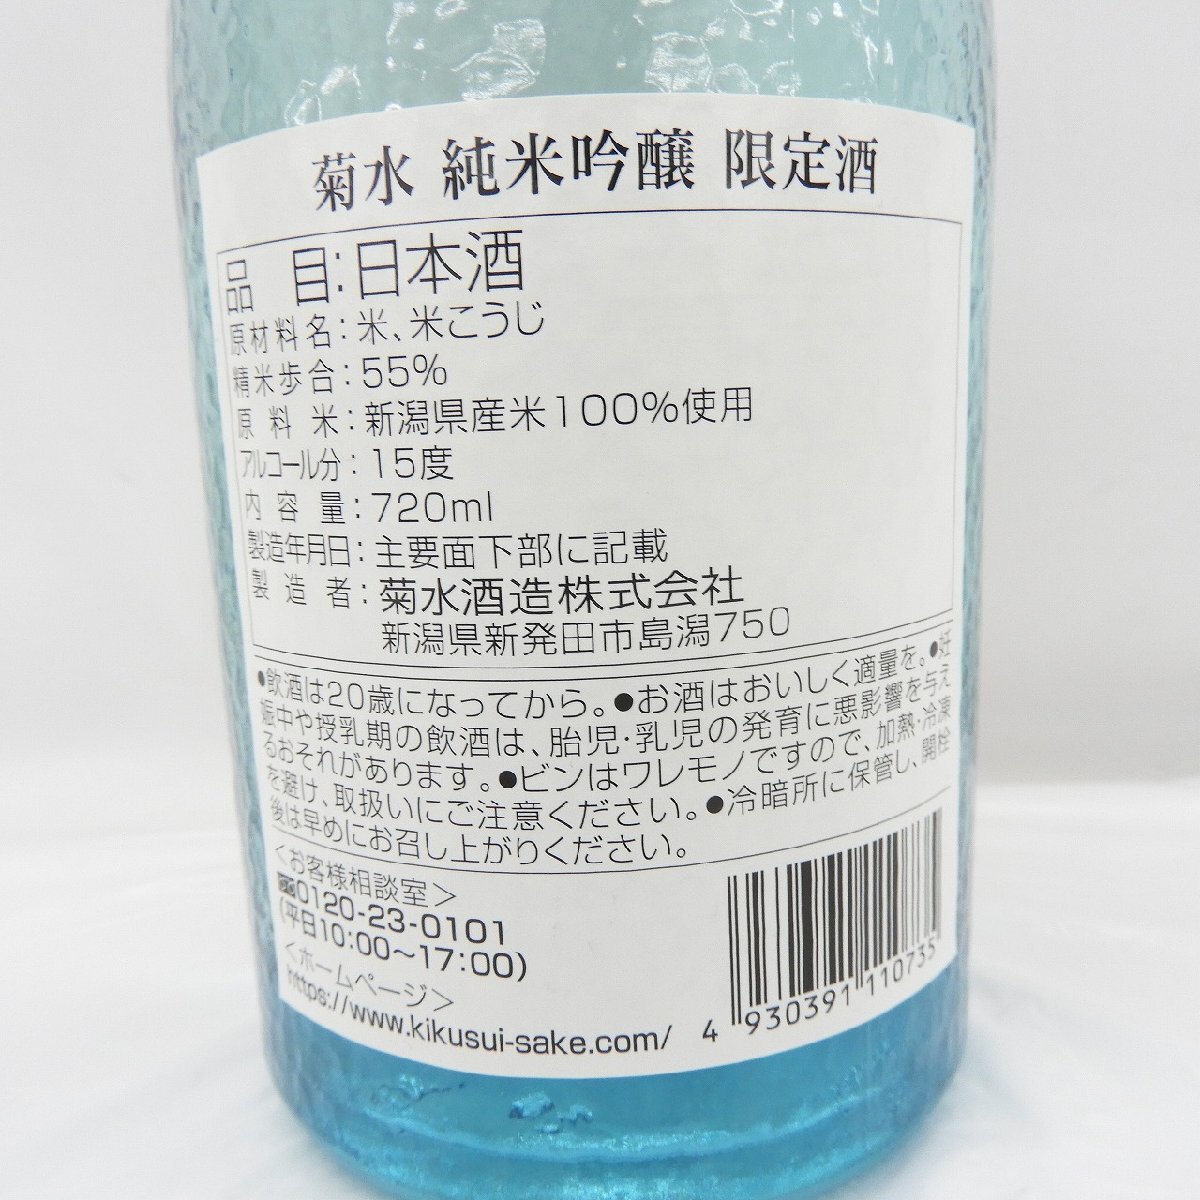 菊水 純米吟醸 限定酒
品目:日本酒
原材料名:米、米こうじ
精米歩合:55%
原料米:新潟県産米100%使用
アルコール分:15度
内容量:720ml
製造年月日:主要面下部に記載
製造者:菊水酒造株式会社
新潟県新発田市島潟750
●飲酒は20歳になってから。●お酒はおいしく適量を。●妊
娠中や授乳期の飲酒は、胎児・乳児の発育に悪影響を与え
るおそれがあります。●ビンはワレモノですので、加熱・冷凍
を避け、取扱いにご注意ください。●冷暗所に保管し、開栓
後は早めにお召し上がりください。
<お客様相談室>
0120-23-0101
(平日10:00〜17:00)
<ホームページ>
https://www.kikusui-sake.com/
4 930391 110735